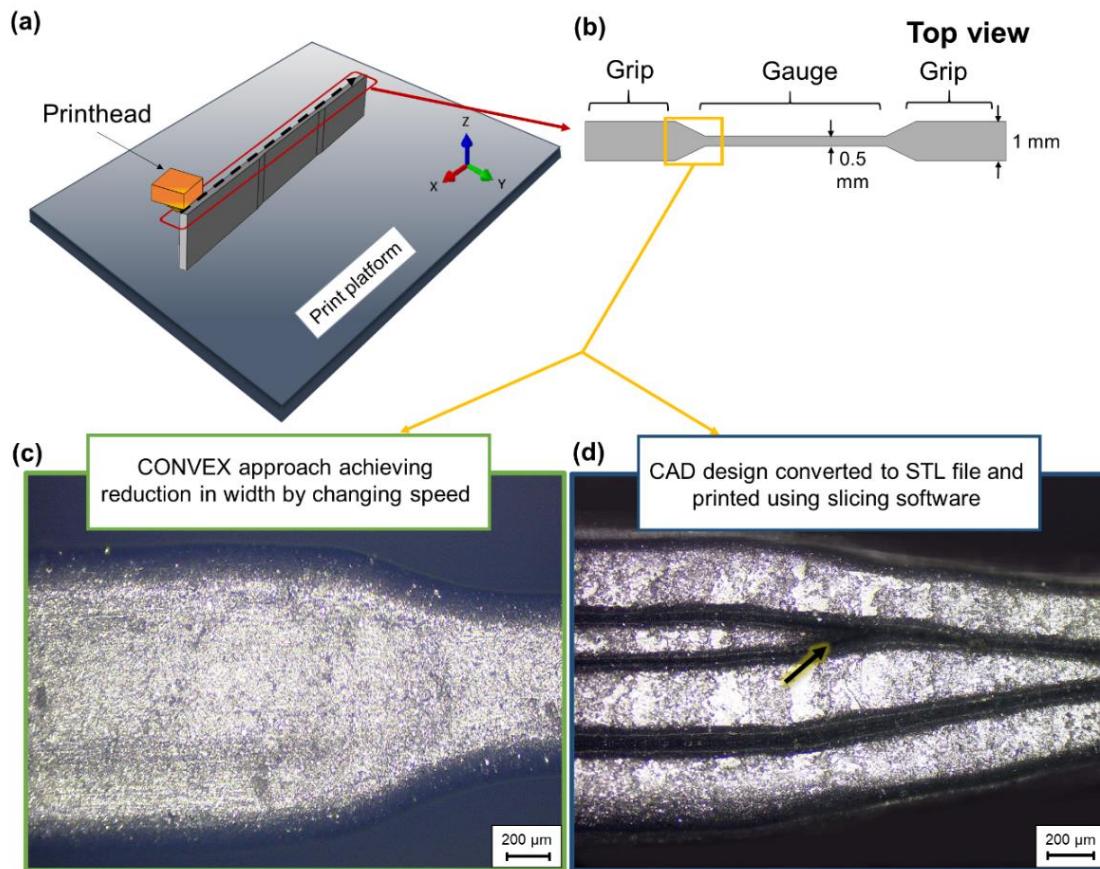 (a)
Printhead
Z
X
Y
Print platform
(b)
Top view
Grip
Gauge
Grip
0.5
mm
1 mm
(c)
CONVEX approach achieving
reduction in width by changing speed
200 µm
(d)
CAD design converted to STL file and
printed using slicing software
200 µm